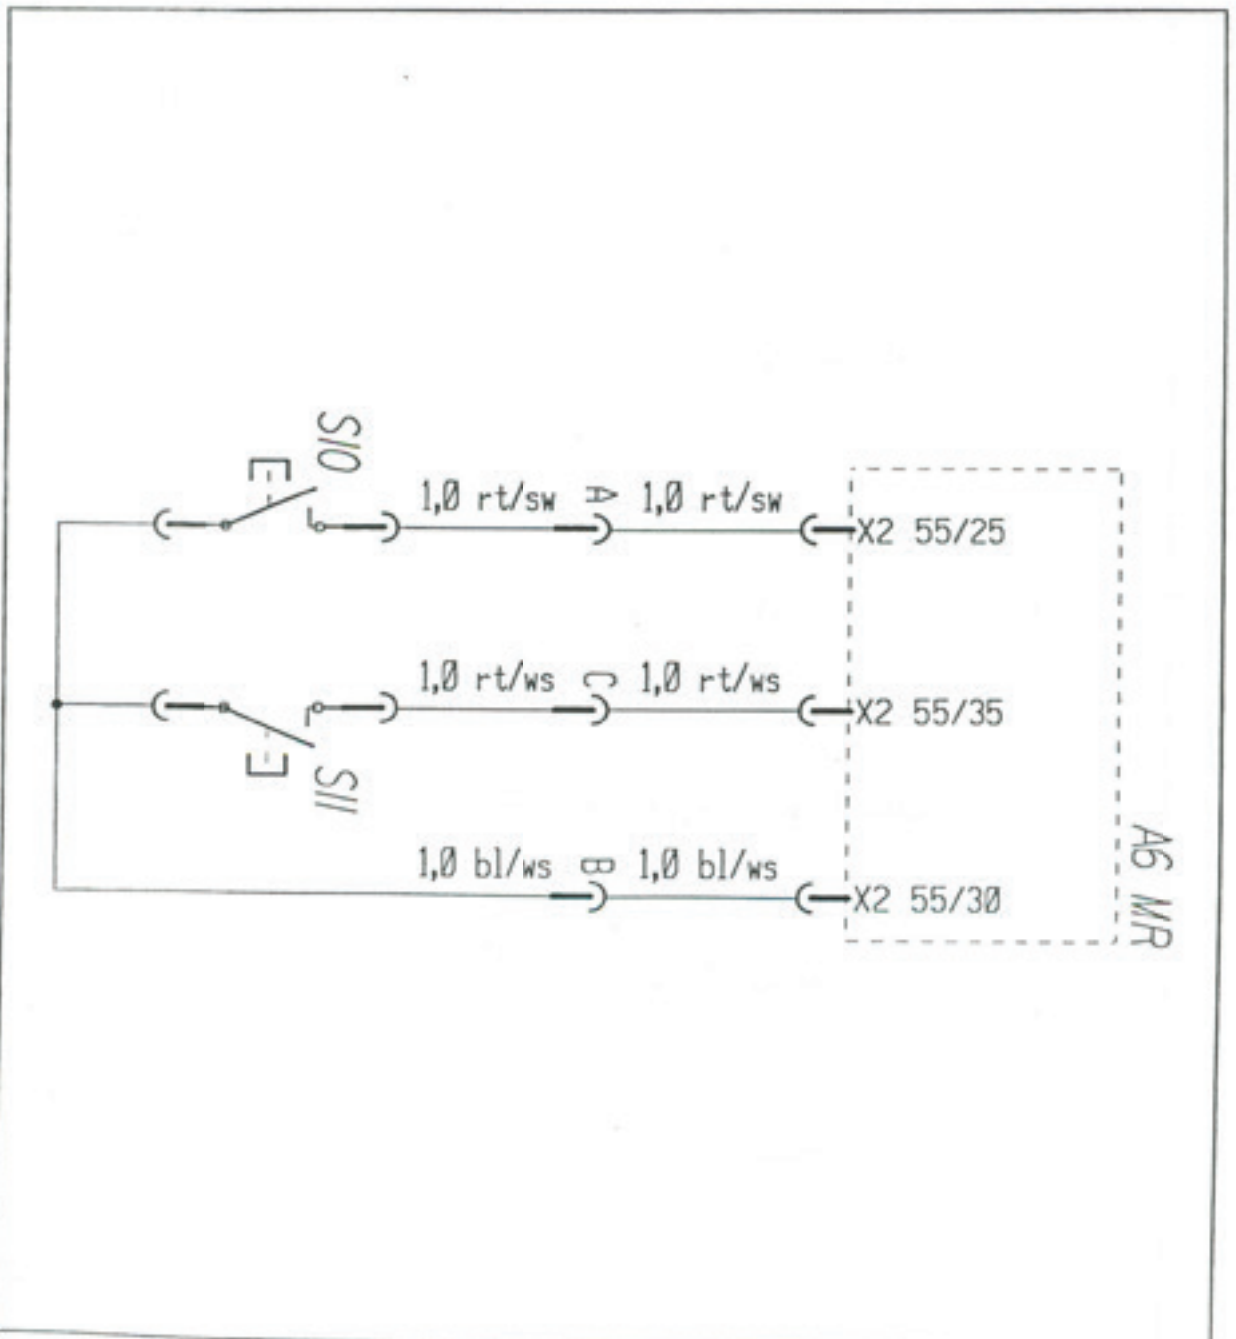 S10
1,0 rt/sw A 1,0 rt/sw
X2 55/25
1,0 rt/ws C 1,0 rt/ws
X2 55/35
S11
1,0 bl/ws B 1,0 bl/ws
X2 55/30
A6 MR